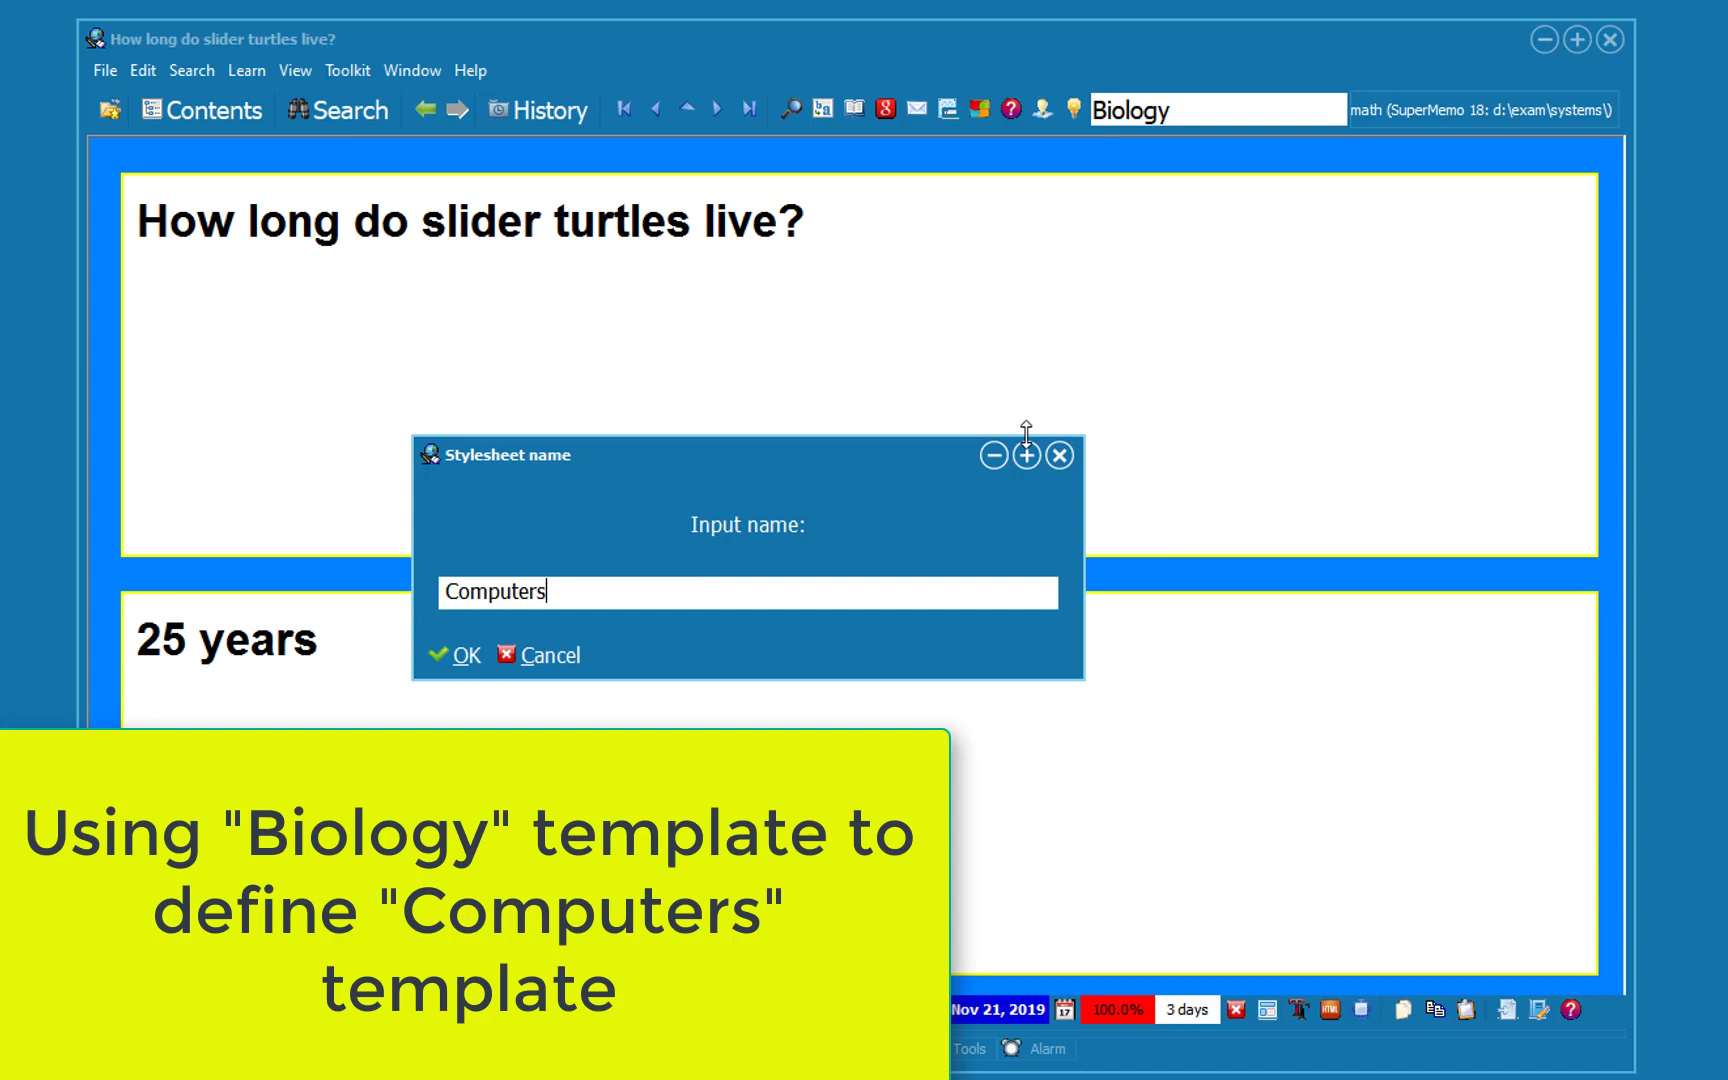 How long do slider turtles live?
File Edit Search Learn View Toolkit Window Help
Contents Search History Biology math (SuperMemo 18: d:\exam\systems\)
How long do slider turtles live?
Stylesheet name
Input name:
Computers
OK Cancel
25 years
Using "Biology" template to
define "Computers"
template
Nov 21, 2019 17 100.0% 3 days HTML
Tools Alarm